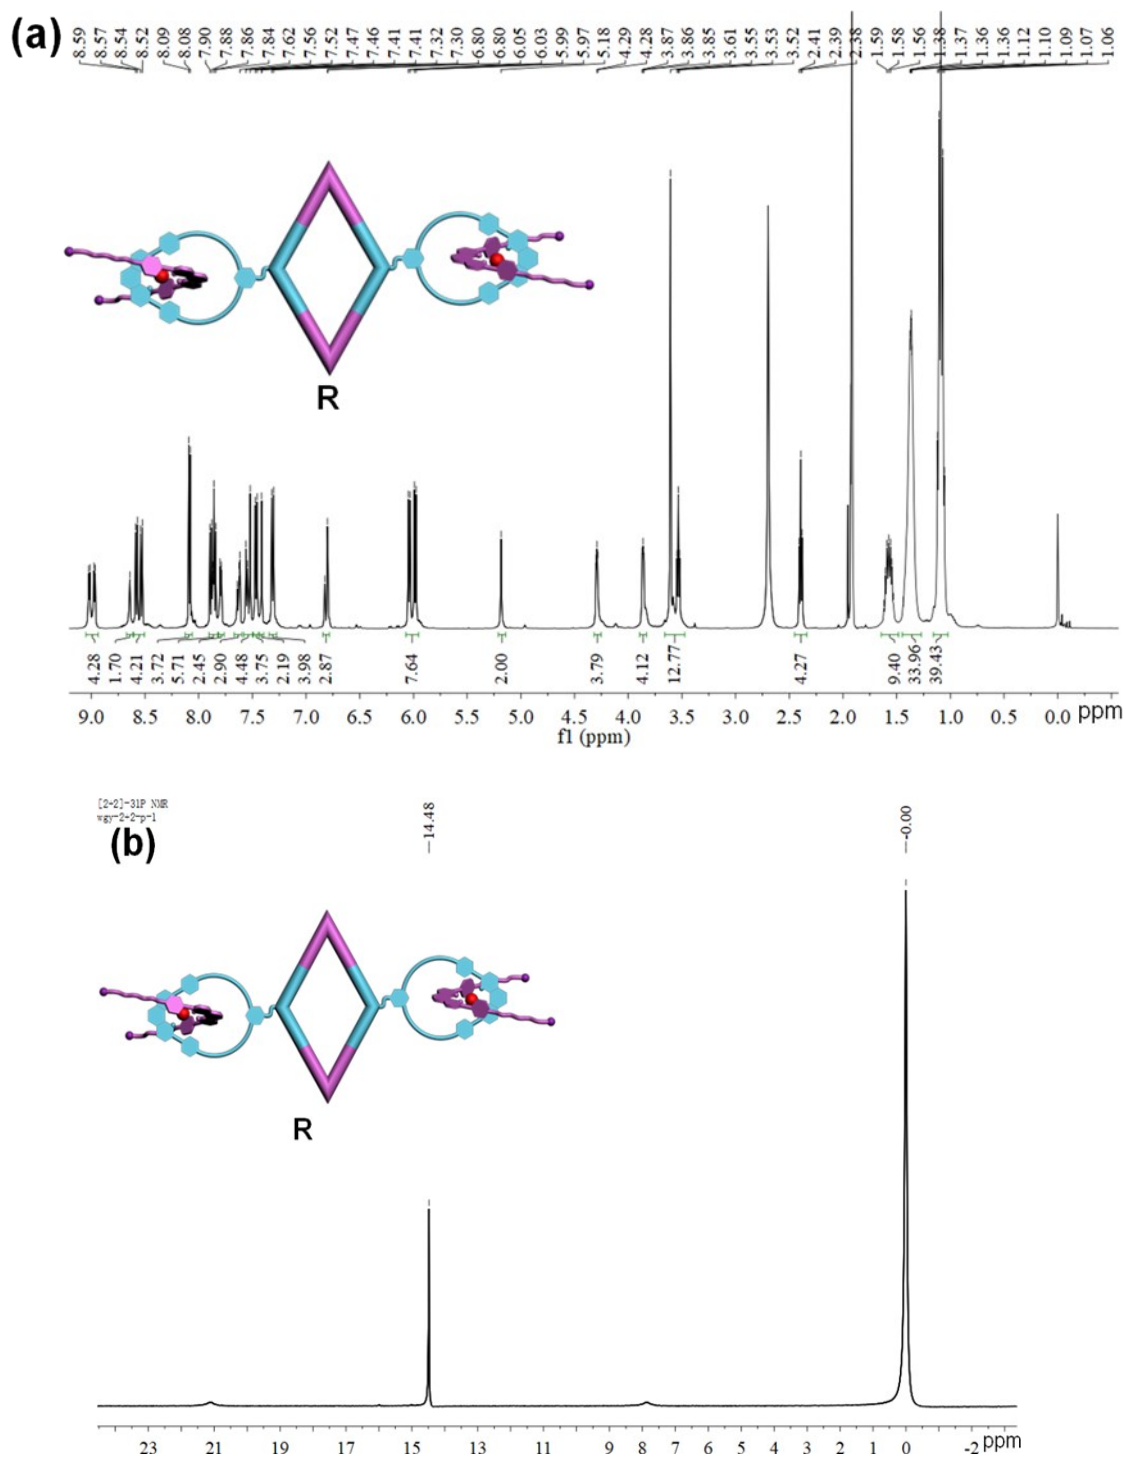 (a)
8.59 8.57 8.54 8.52 8.09 8.08 7.90 7.88 7.86 7.84 7.62 7.56 7.52 7.47 7.46 7.41 7.41 7.32 7.30 6.80 6.80 6.05 6.03 5.99 5.97 5.18 4.29 4.28 3.87 3.86 3.85 3.61 3.55 3.53 3.52 2.41 2.39 2.38 1.59 1.58 1.56 1.38 1.37 1.36 1.36 1.12 1.10 1.09 1.07 1.06
R
4.28 1.70 4.21 3.72 5.71 2.45 2.90 4.48 3.75 2.19 3.98 2.87 7.64 2.00 3.79 4.12 12.77 4.27 9.40 33.96 39.43
9.0 8.5 8.0 7.5 7.0 6.5 6.0 5.5 5.0 4.5 4.0 3.5 3.0 2.5 2.0 1.5 1.0 0.5 0.0 ppm
f1 (ppm)
[2+2]-31P NMR
wgy-2+2-p-1
(b)
—14.48 —0.00
R
23 21 19 17 15 13 11 9 8 7 6 5 4 3 2 1 0 -2 ppm